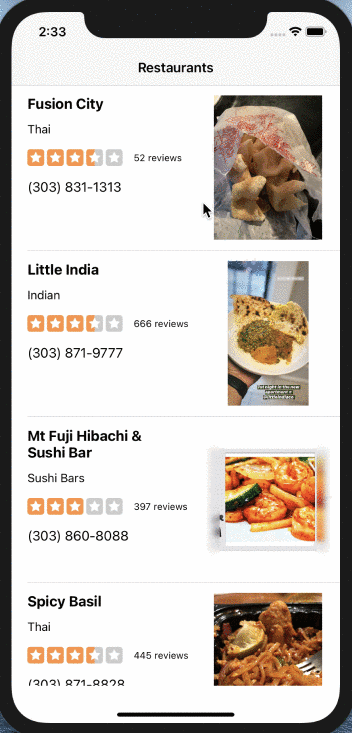 2:33
Restaurants
Fusion City
Thai
52 reviews
(303) 831-1313
Little India
Indian
666 reviews
(303) 871-9777
Mt Fuji Hibachi &
Sushi Bar
Sushi Bars
397 reviews
(303) 860-8088
Spicy Basil
Thai
445 reviews
(303) 871-8828